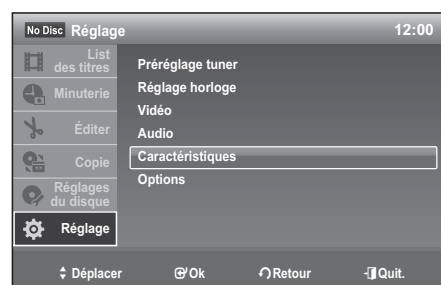 No Disc Réglage 12:00
List
des titres
Minuterie
Éditer
Copie
Réglages
du disque
Réglage
Préréglage tuner
Réglage horloge
Vidéo
Audio
Caractéristiques
Options
Déplacer Ok Retour Quit.